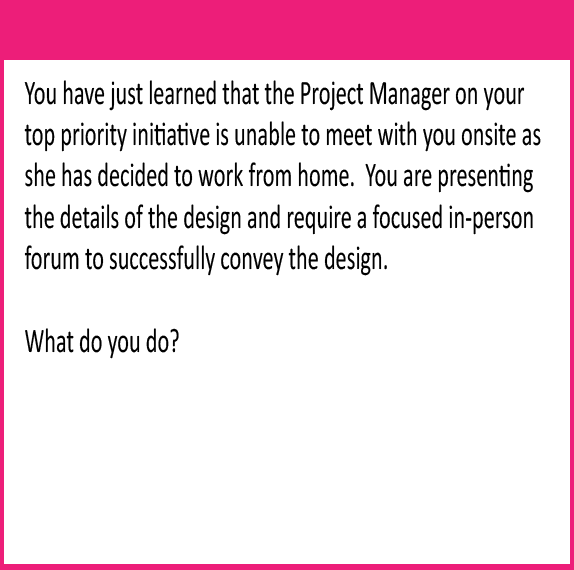 You have just learned that the Project Manager on your
top priority initiative is unable to meet with you onsite as
she has decided to work from home.  You are presenting
the details of the design and require a focused in-person
forum to successfully convey the design.
What do you do?